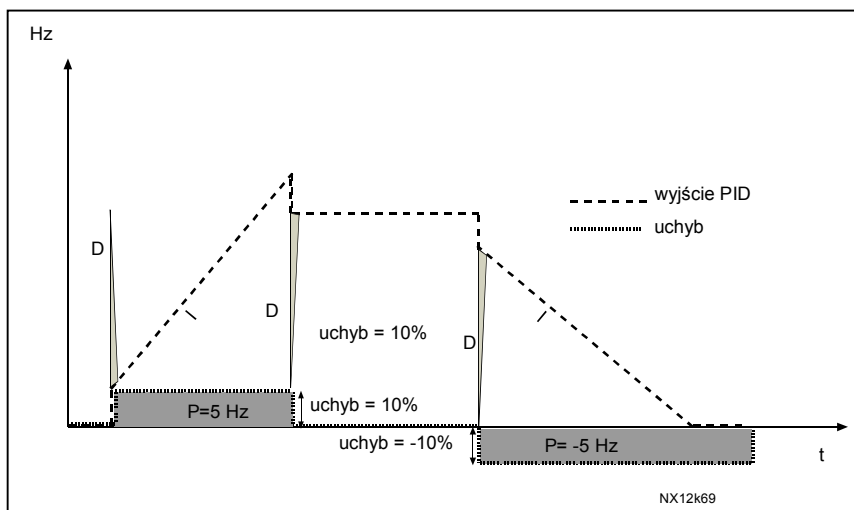 Hz
wyjście PID
uchyb
D
D
D
uchyb = 10%
uchyb = 10%
P=5 Hz
uchyb = -10%
P= -5 Hz
t
NX12k69